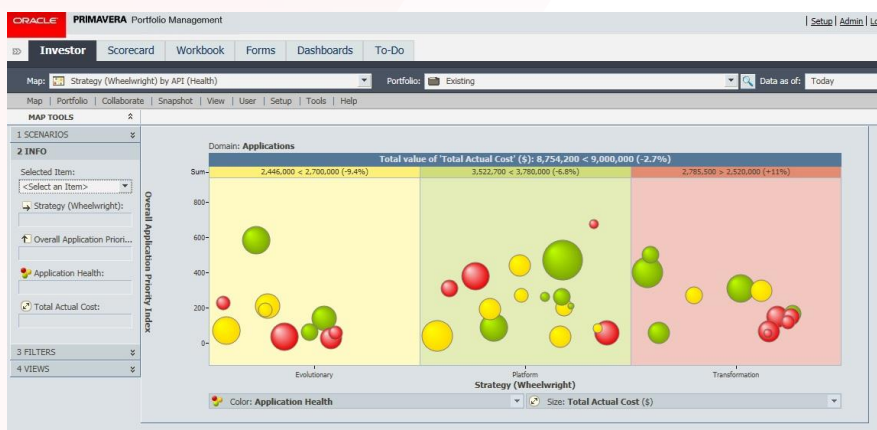 ORACLE PRIMAVERA Portfolio Management
Setup | Admin |
Investor Scorecard Workbook Forms Dashboards To-Do
Map: Strategy (Wheelwright) by API (Health) Portfolio: Existing Data as of: Today
Map | Portfolio | Collaborate | Snapshot | View | User | Setup | Tools | Help
MAP TOOLS
1 SCENARIOS
2 INFO
Selected Item:
<Select an Item>
Strategy (Wheelwright):
Overall Application Priori...
Application Health:
Total Actual Cost:
3 FILTERS
4 VIEWS
Domain: Applications
Total value of 'Total Actual Cost' ($): 8,754,200 < 9,000,000 (-2.7%)
Sum 2,446,000 < 2,700,000 (-9.4%) 3,522,700 < 3,780,000 (-6.8%) 2,785,500 > 2,520,000 (+11%)
Overall Application Priority Index
800
600
400
200
0
Evolutionary Platform Transformation
Strategy (Wheelwright)
Color: Application Health Size: Total Actual Cost ($)